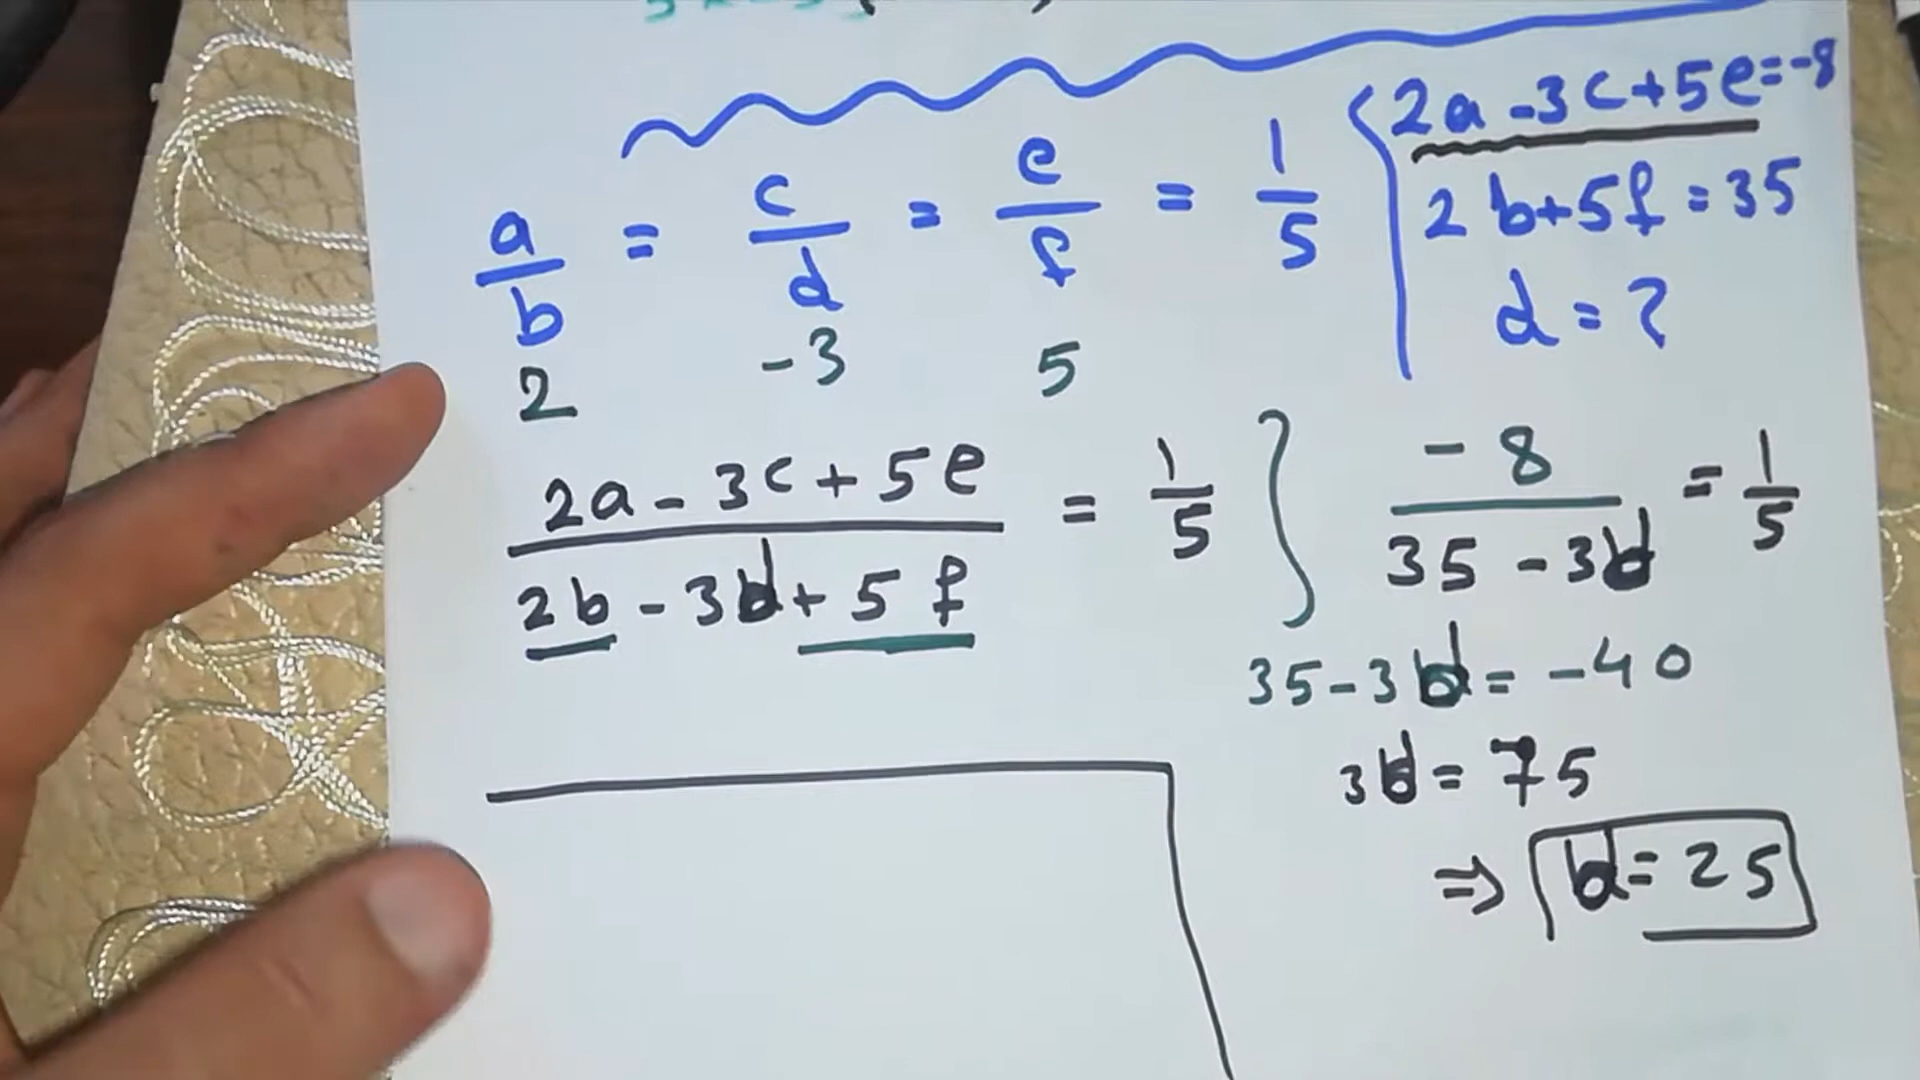 a/b = c/d = e/f = 1/5
2 -3 5
2a - 3c + 5e = -8
2b + 5f = 35
d = ?
(2a - 3c + 5e)/(2b - 3d + 5f) = 1/5
-8/(35 - 3d) = 1/5
35 - 3d = -40
3d = 75
⇒ d = 25